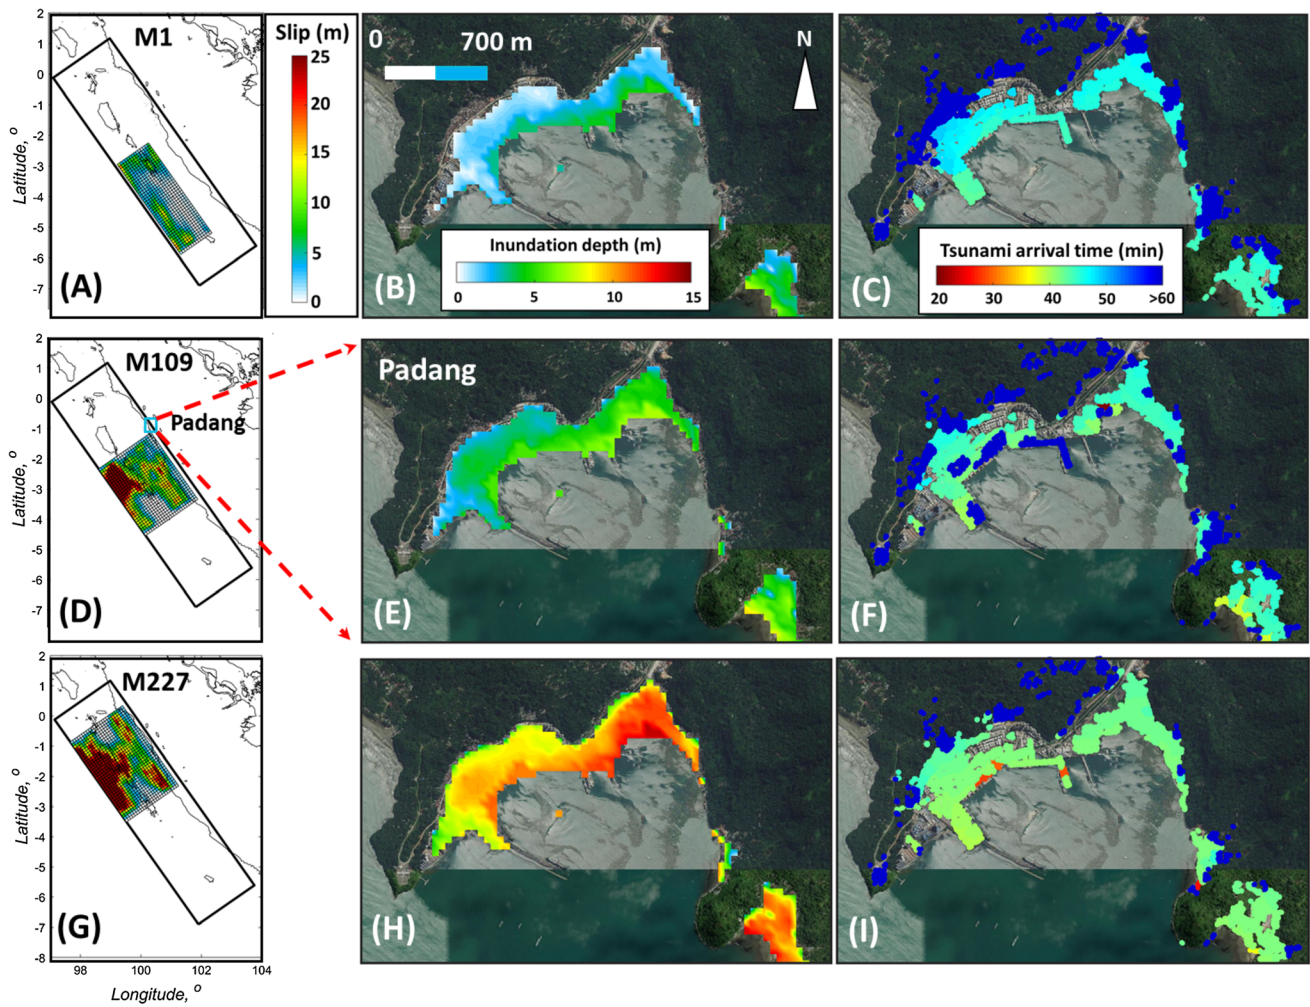 M1
Slip (m)
25
20
15
10
5
0
2
1
0
-1
-2
-3
-4
-5
-6
-7
Latitude, °
(A)
0 700 m
N
Inundation depth (m)
0 5 10 15
(B)
Tsunami arrival time (min)
20 30 40 50 >60
(C)
M109
Padang
2
1
0
-1
-2
-3
-4
-5
-6
-7
Latitude, °
(D)
Padang
(E)
(F)
M227
2
1
0
-1
-2
-3
-4
-5
-6
-7
-8
Latitude, °
(G)
98 100 102 104
Longitude, °
(H)
(I)